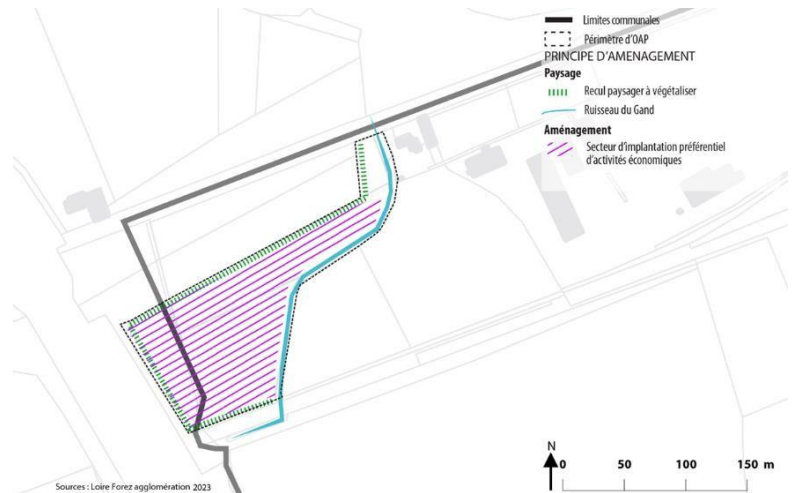 Limites communales
Périmètre d'OAP
PRINCIPE D'AMENAGEMENT
Paysage
Recul paysager à végétaliser
Ruisseau du Gand
Aménagement
Secteur d'implantation préférentiel
d'activités économiques
N
0 50 100 150 m
Sources : Loire Forez agglomération 2023